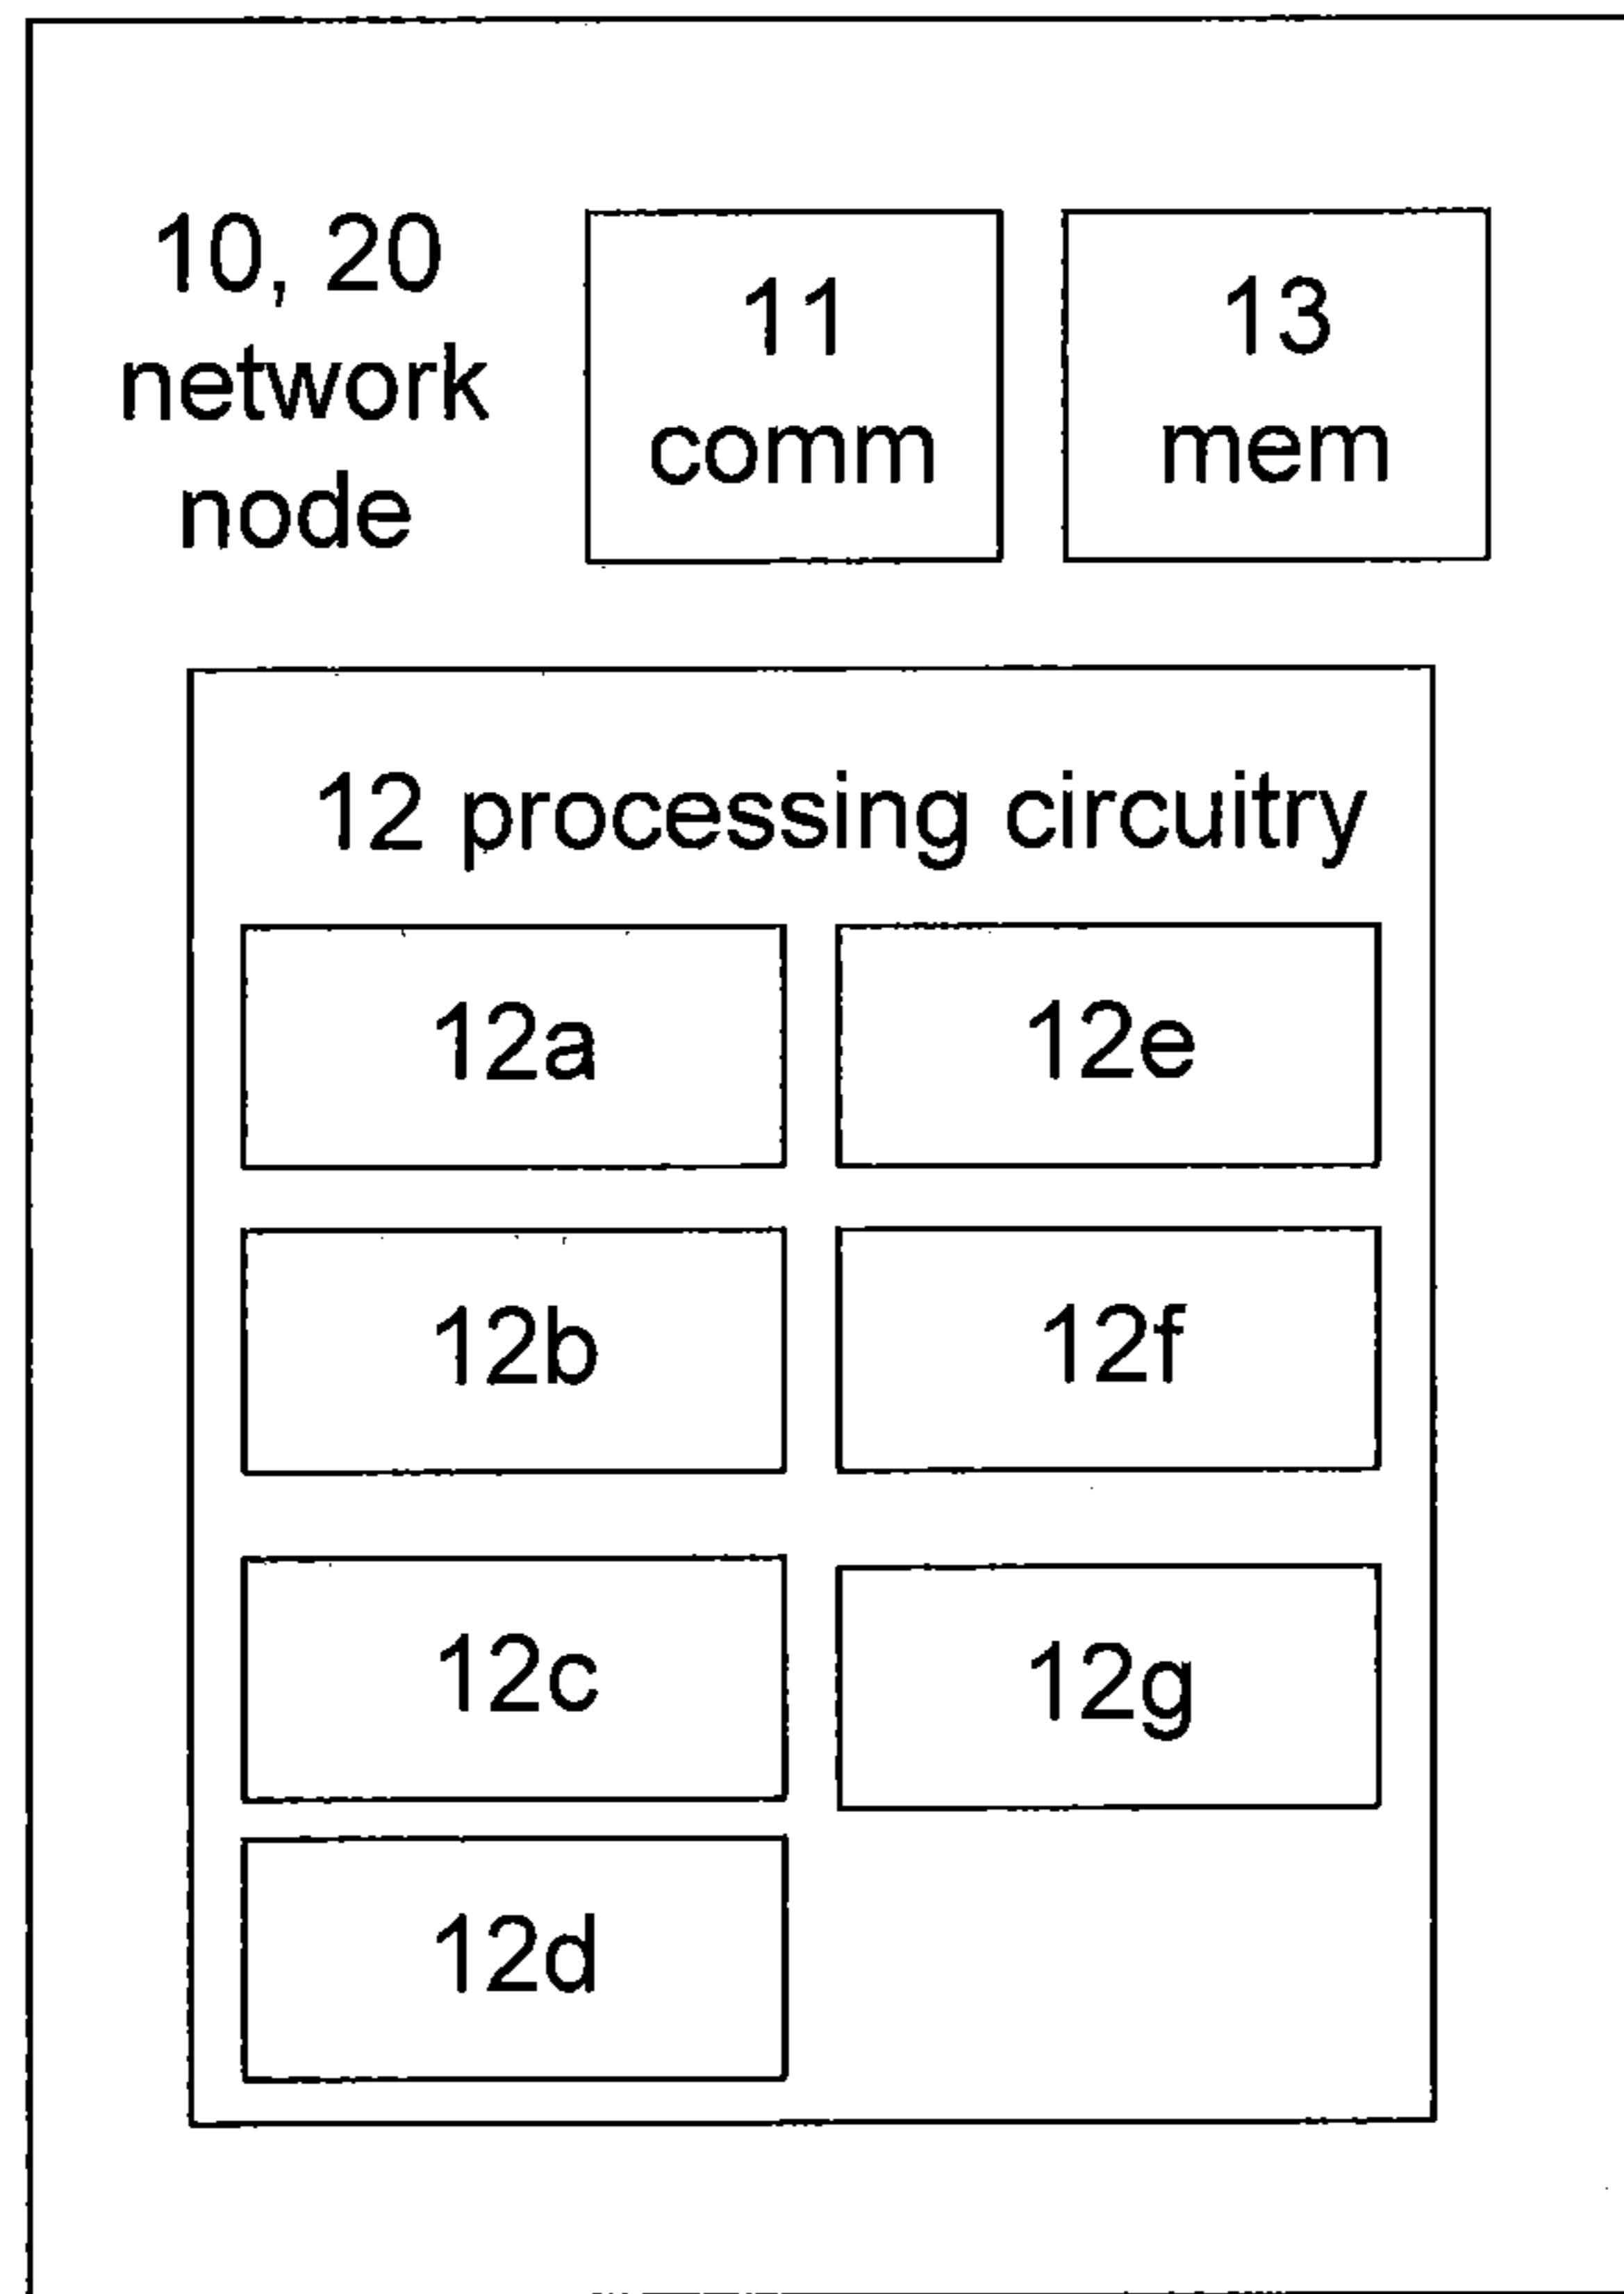 10, 20
network
node
11
comm
13
mem
12 processing circuitry
12a
12e
12b
12f
12c
12g
12d